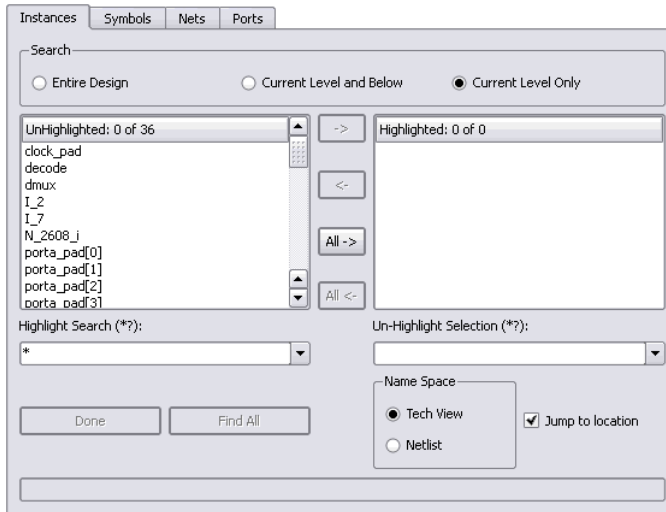 Instances Symbols Nets Ports
Search
Entire Design Current Level and Below Current Level Only
UnHighlighted: 0 of 36
clock_pad
decode
dmux
I_2
I_7
N_2608_i
porta_pad[0]
porta_pad[1]
porta_pad[2]
porta_pad[3]
->
<-
All ->
All <-
Highlighted: 0 of 0
Highlight Search (*?):
*
Un-Highlight Selection (*?):
Done Find All
Name Space
Tech View
Netlist
Jump to location